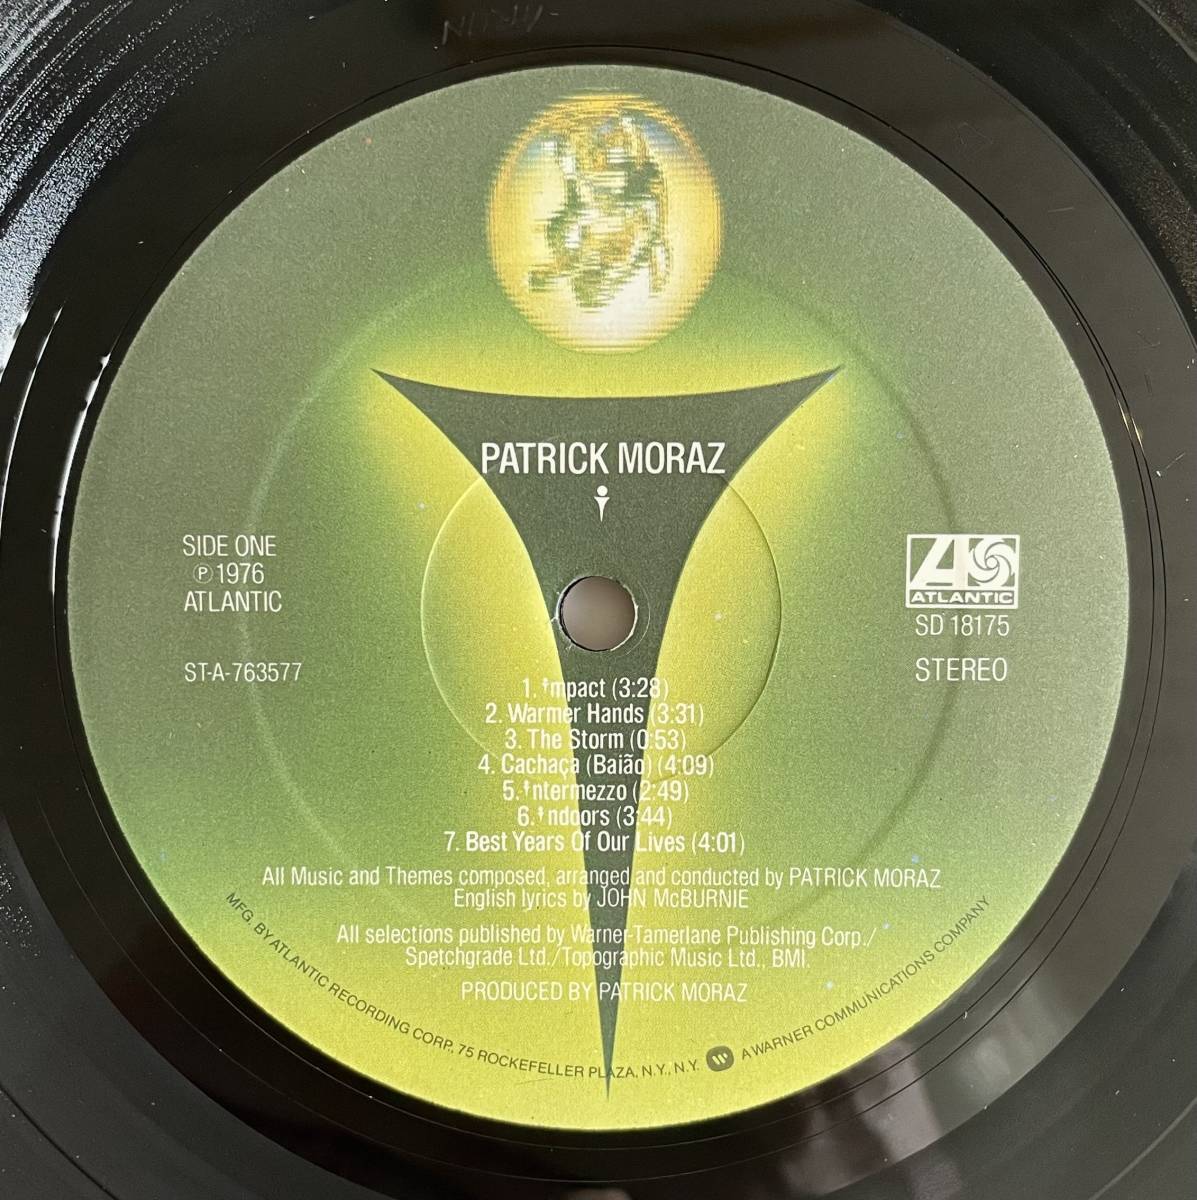 PATRICK MORAZ
i
SIDE ONE
℗ 1976
ATLANTIC
ST-A-763577
ATLANTIC
SD 18175
STEREO
1. impact (3:28)
2. Warmer Hands (3:31)
3. The Storm (0:53)
4. Cachaça (Baião) (4:09)
5. intermezzo (2:49)
6. indoors (3:44)
7. Best Years Of Our Lives (4:01)
All Music and Themes composed, arranged and conducted by PATRICK MORAZ
English lyrics by JOHN McBURNIE
All selections published by Warner-Tamerlane Publishing Corp./
Spetchgrade Ltd./Topographic Music Ltd., BMI.
PRODUCED BY PATRICK MORAZ
MFG. BY ATLANTIC RECORDING CORP., 75 ROCKEFELLER PLAZA, N.Y., N.Y. A WARNER COMMUNICATIONS COMPANY